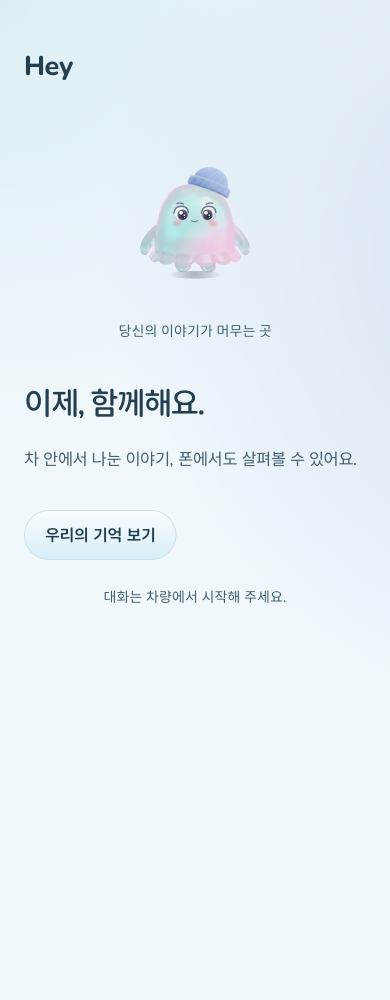 Hey
당신의 이야기가 머무는 곳
이제, 함께해요.
차 안에서 나눈 이야기, 폰에서도 살펴볼 수 있어요.
우리의 기억 보기
대화는 차량에서 시작해 주세요.